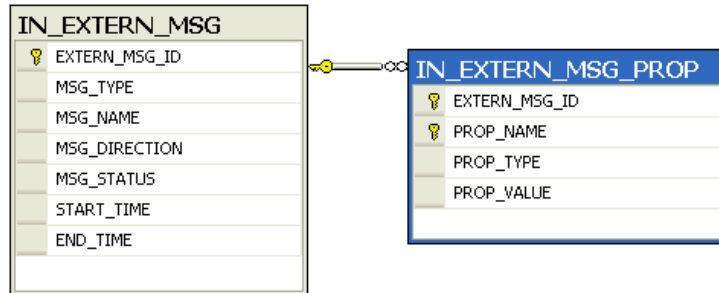 IN_EXTERN_MSG
EXTERN_MSG_ID
MSG_TYPE
MSG_NAME
MSG_DIRECTION
MSG_STATUS
START_TIME
END_TIME
IN_EXTERN_MSG_PROP
EXTERN_MSG_ID
PROP_NAME
PROP_TYPE
PROP_VALUE